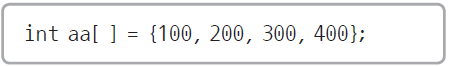 int aa[ ] = {100, 200, 300, 400};